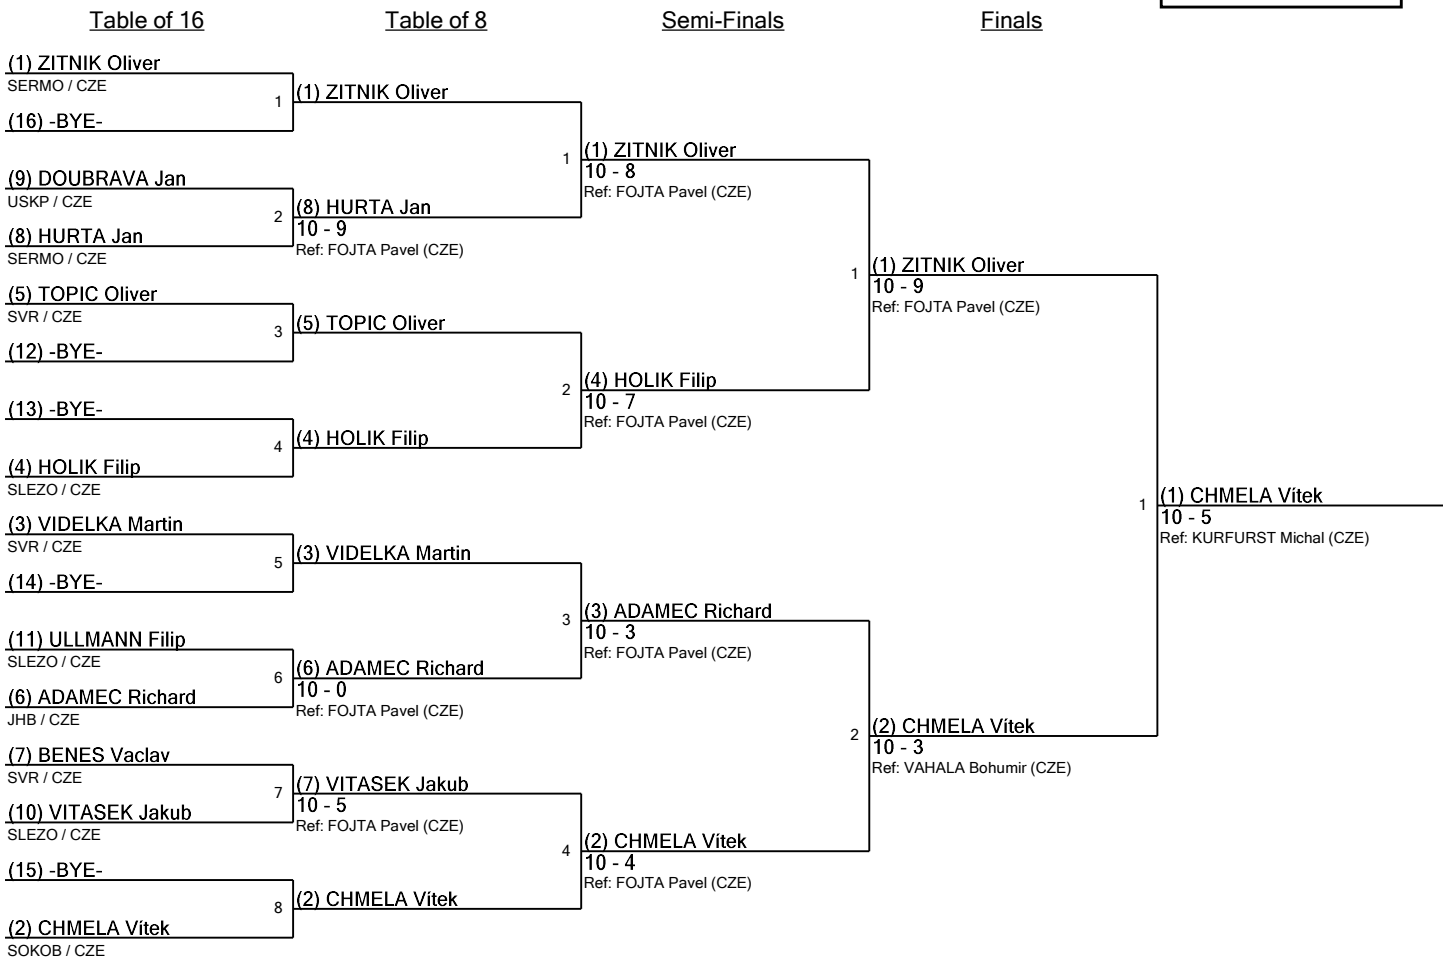 Table of 16
Table of 8
Semi-Finals
Finals
(1) ZITNIK Oliver
SERMO / CZE
1
(16) -BYE-
(9) DOUBRAVA Jan
USKP / CZE
2
(8) HURTA Jan
SERMO / CZE
(5) TOPIC Oliver
SVR / CZE
3
(12) -BYE-
(13) -BYE-
4
(4) HOLIK Filip
SLEZO / CZE
(3) VIDELKA Martin
SVR / CZE
5
(14) -BYE-
(11) ULLMANN Filip
SLEZO / CZE
6
(6) ADAMEC Richard
JHB / CZE
(7) BENES Vaclav
SVR / CZE
7
(10) VITASEK Jakub
SLEZO / CZE
(15) -BYE-
8
(2) CHMELA Vítek
SOKOB / CZE
(1) ZITNIK Oliver
1
(8) HURTA Jan
10 - 9
Ref: FOJTA Pavel (CZE)
(5) TOPIC Oliver
2
(4) HOLIK Filip
(3) VIDELKA Martin
3
(6) ADAMEC Richard
10 - 0
Ref: FOJTA Pavel (CZE)
(7) VITASEK Jakub
10 - 5
Ref: FOJTA Pavel (CZE)
4
(2) CHMELA Vítek
(1) ZITNIK Oliver
10 - 8
Ref: FOJTA Pavel (CZE)
1
(4) HOLIK Filip
10 - 7
Ref: FOJTA Pavel (CZE)
(3) ADAMEC Richard
10 - 3
Ref: FOJTA Pavel (CZE)
2
(2) CHMELA Vítek
10 - 4
Ref: FOJTA Pavel (CZE)
(1) ZITNIK Oliver
10 - 9
Ref: FOJTA Pavel (CZE)
1
(2) CHMELA Vítek
10 - 3
Ref: VAHALA Bohumir (CZE)
(1) CHMELA Vítek
10 - 5
Ref: KURFURST Michal (CZE)